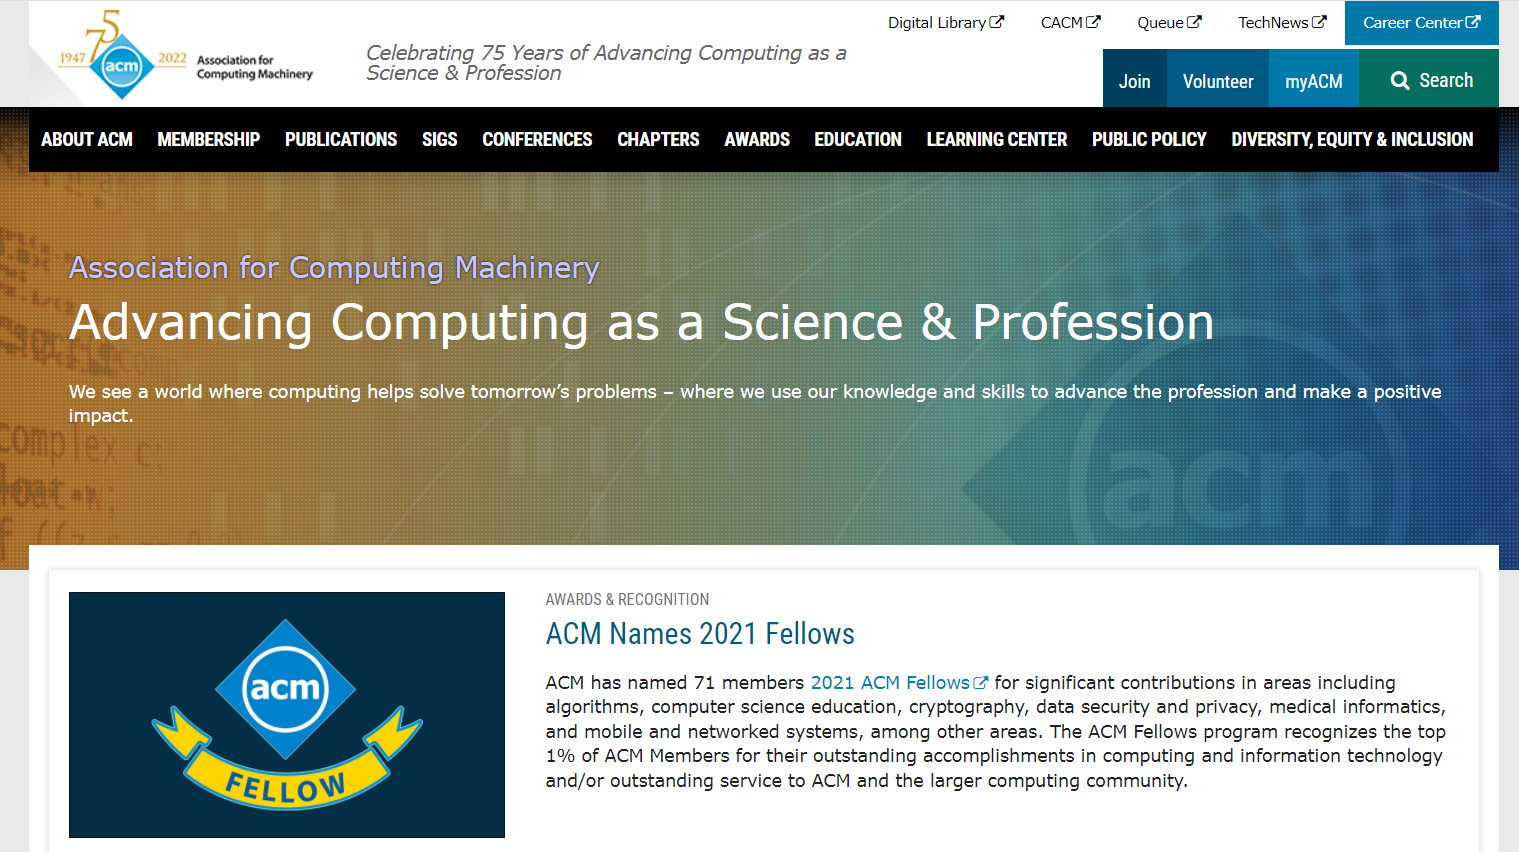 Digital Library
CACM
Queue
TechNews
Career Center
75
1947
acm
2022
Association for
Computing Machinery
Celebrating 75 Years of Advancing Computing as a
Science & Profession
Join
Volunteer
myACM
Search
ABOUT ACM
MEMBERSHIP
PUBLICATIONS
SIGS
CONFERENCES
CHAPTERS
AWARDS
EDUCATION
LEARNING CENTER
PUBLIC POLICY
DIVERSITY, EQUITY & INCLUSION
Association for Computing Machinery
Advancing Computing as a Science & Profession
We see a world where computing helps solve tomorrow’s problems – where we use our knowledge and skills to advance the profession and make a positive
impact.
complex c;
acm
AWARDS & RECOGNITION
ACM Names 2021 Fellows
acm
FELLOW
ACM has named 71 members 2021 ACM Fellows for significant contributions in areas including
algorithms, computer science education, cryptography, data security and privacy, medical informatics,
and mobile and networked systems, among other areas. The ACM Fellows program recognizes the top
1% of ACM Members for their outstanding accomplishments in computing and information technology
and/or outstanding service to ACM and the larger computing community.